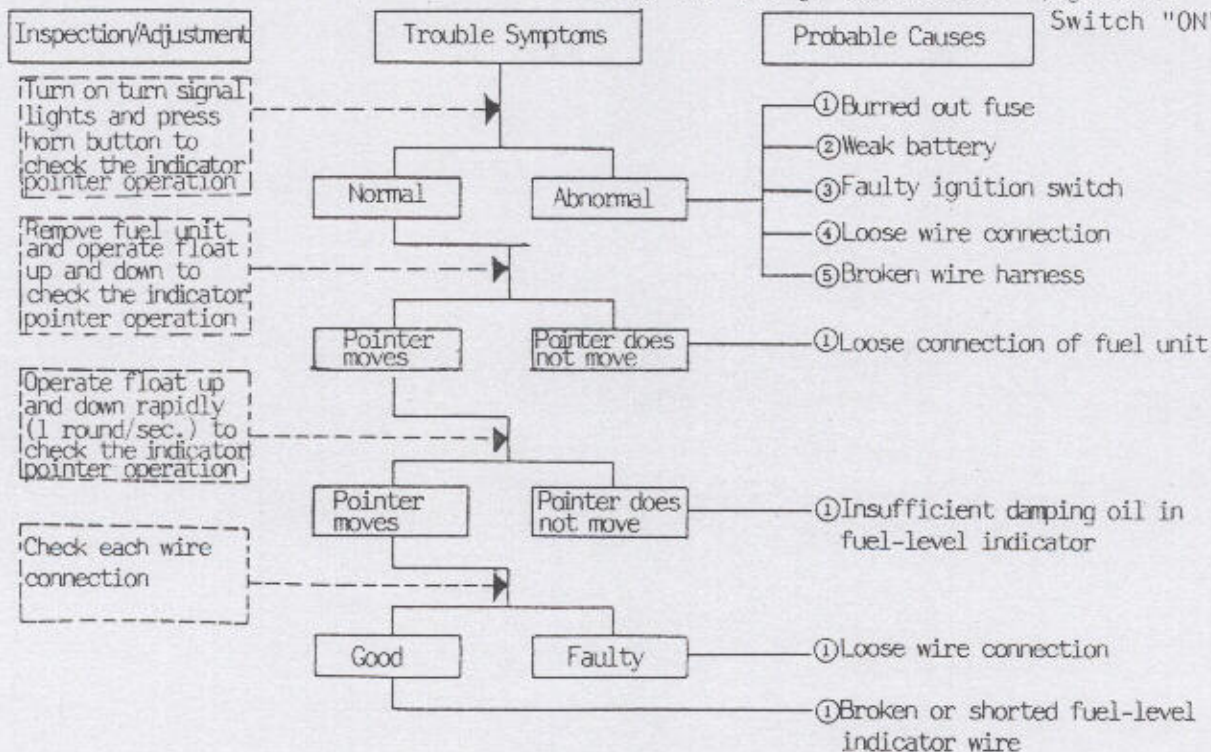 Switch "ON"
Inspection/Adjustment
Trouble Symptoms
Probable Causes
Turn on turn signal
lights and press
horn button to
check the indicator
pointer operation
①Burned out fuse
②Weak battery
③Faulty ignition switch
④Loose wire connection
⑤Broken wire harness
Normal
Abnormal
Remove fuel unit
and operate float
up and down to
check the indicator
pointer operation
Pointer
moves
Pointer does
not move
①Loose connection of fuel unit
Operate float up
and down rapidly
(1 round/sec.) to
check the indicator
pointer operation
Pointer
moves
Pointer does
not move
①Insufficient damping oil in
fuel-level indicator
Check each wire
connection
Good
Faulty
①Loose wire connection
①Broken or shorted fuel-level
indicator wire